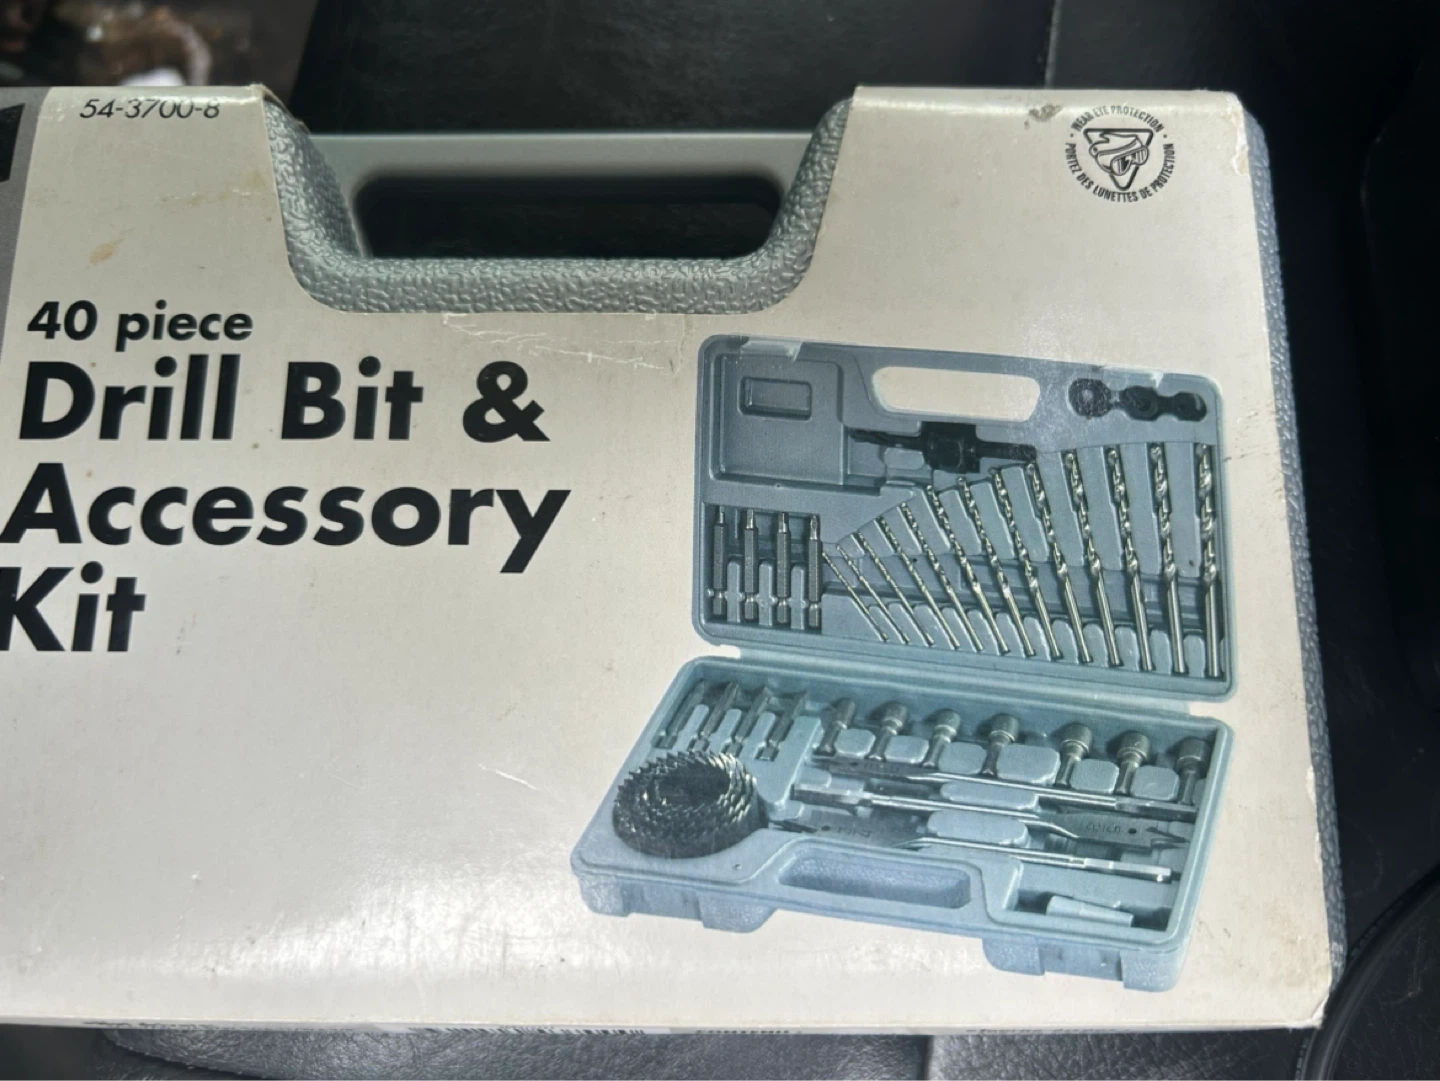 54-3700-8
WEAR EYE PROTECTION
PORTEZ DES LUNETTES DE PROTECTION
40 piece
Drill Bit &
Accessory
Kit